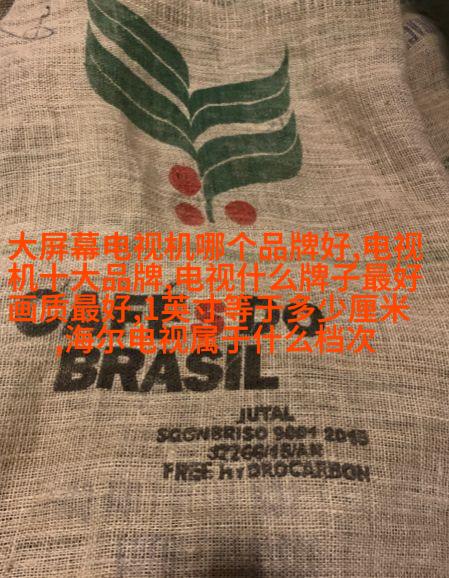 大屏幕电视机哪个品牌好,电视
机十大品牌,电视什么牌子最好
画质最好,1英寸等于多少厘米
,海尔电视属于什么档次
BRASIL
JUTAL
FREE HYDROCARBON